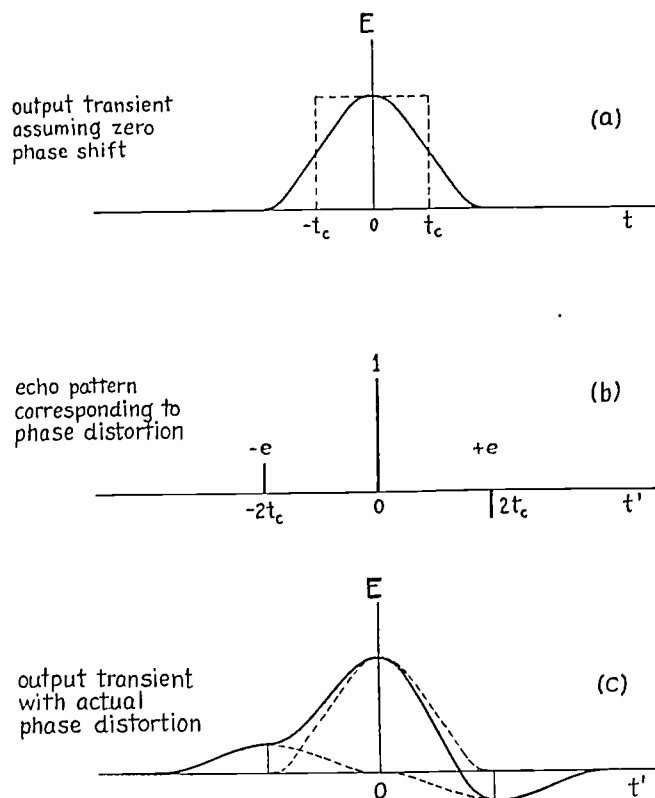 E
output transient
assuming zero
phase shift
(a)
-t_c 0 t_c t
1
echo pattern
corresponding to
phase distortion
(b)
-e +e
-2t_c 0 2t_c t'
E
output transient
with actual
phase distortion
(c)
0 t'